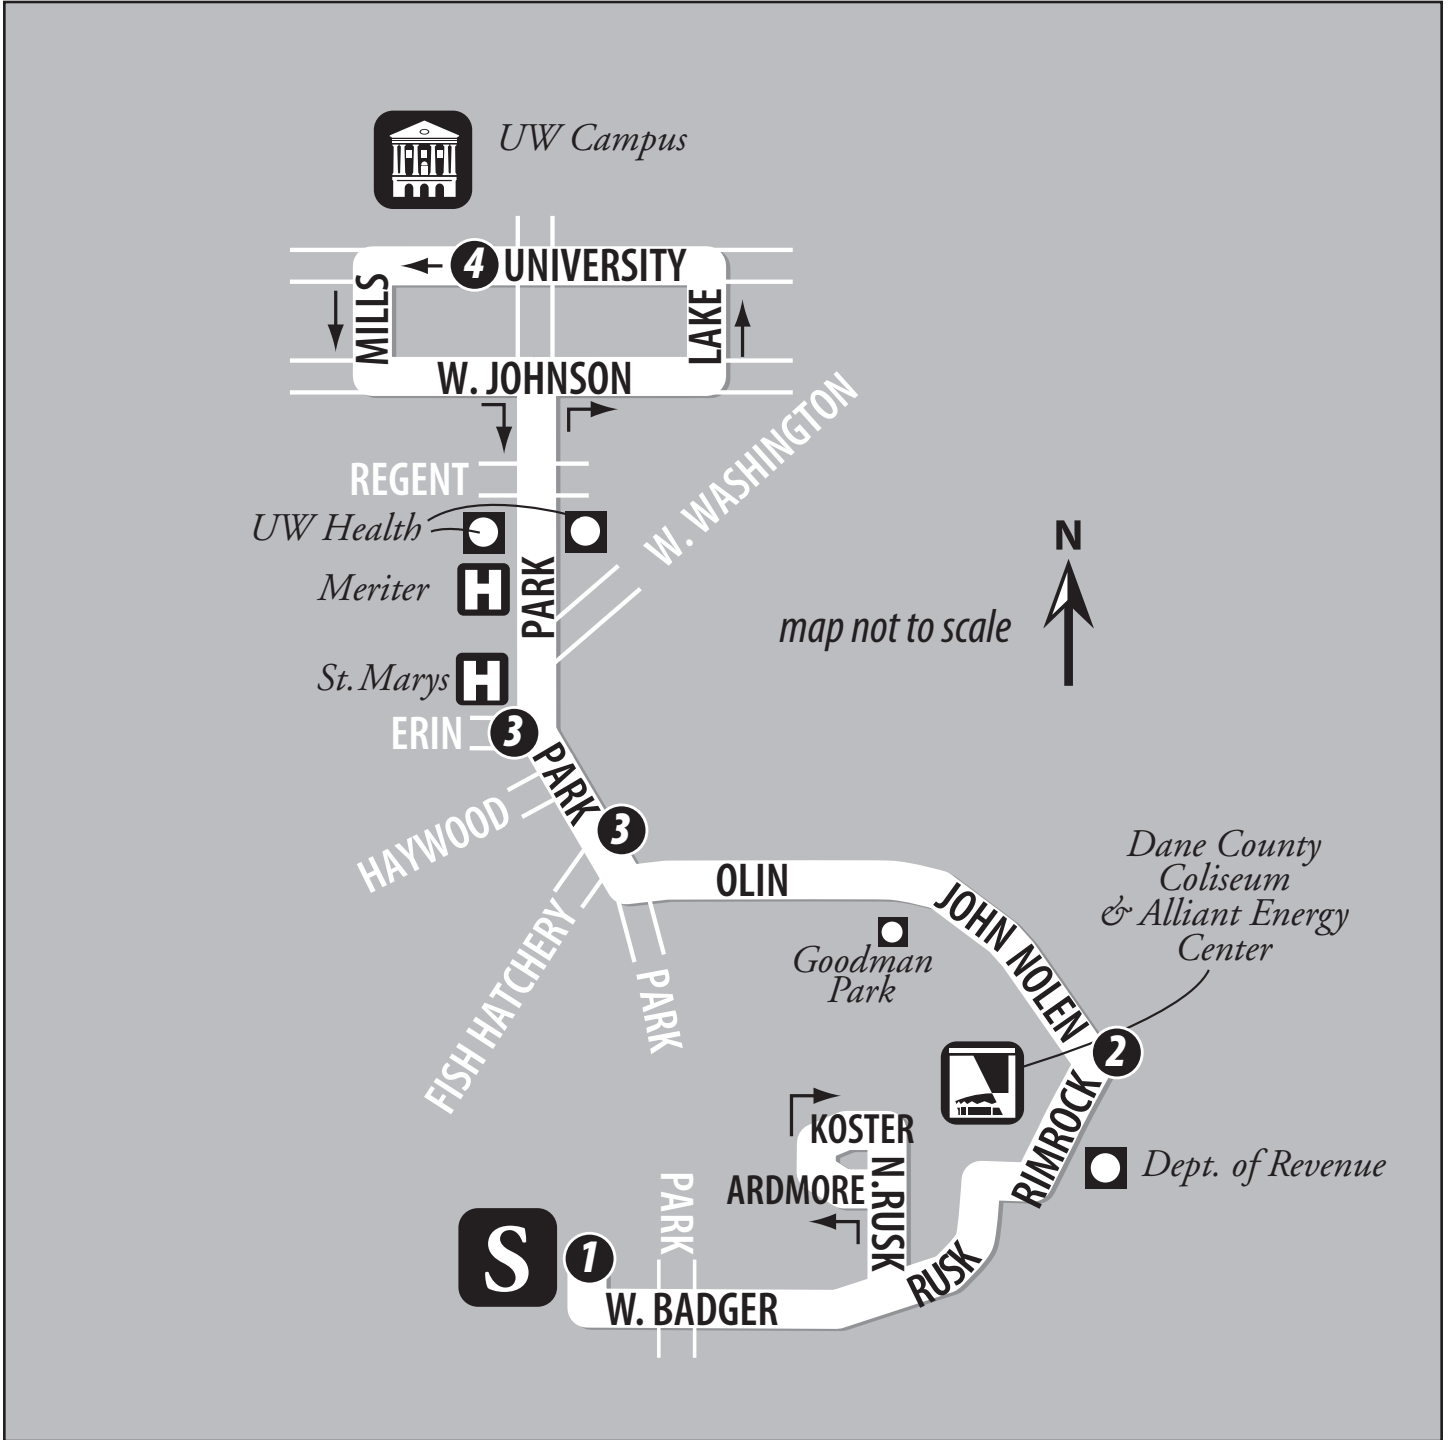 UW Campus
4
UNIVERSITY
MILLS
LAKE
W. JOHNSON
W. WASHINGTON
REGENT
UW Health
H
Meriter
PARK
N
map not to scale
H
St. Marys
ERIN
3
PARK
HAYWOOD
3
Dane County
Coliseum
& Alliant Energy
Center
OLIN
JOHN NOLEN
Goodman
Park
FISH HATCHERY
PARK
2
RIMROCK
KOSTER
Dept. of Revenue
ARDMORE
N. RUSK
PARK
S
1
RUSK
W. BADGER